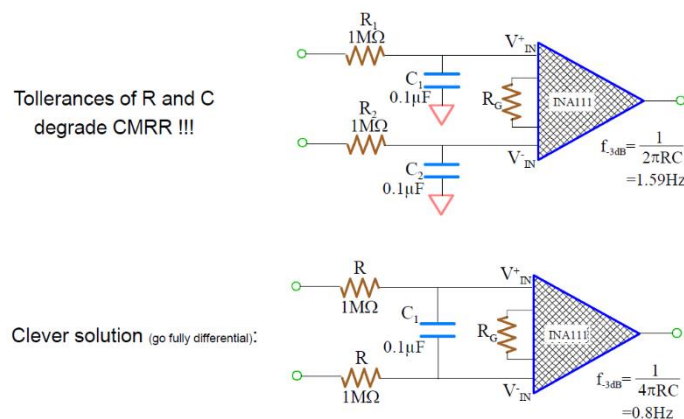 R1
1MΩ
V+IN
C1
0.1µF
Tollerances of R and C
degrade CMRR !!!
RG
INA111
R2
1MΩ
f-3dB= 1
2πRC
=1.59Hz
V-IN
C2
0.1µF
R
1MΩ
V+IN
C1
0.1µF
Clever solution (go fully differential):
RG
INA111
R
1MΩ
f-3dB= 1
4πRC
=0.8Hz
V-IN